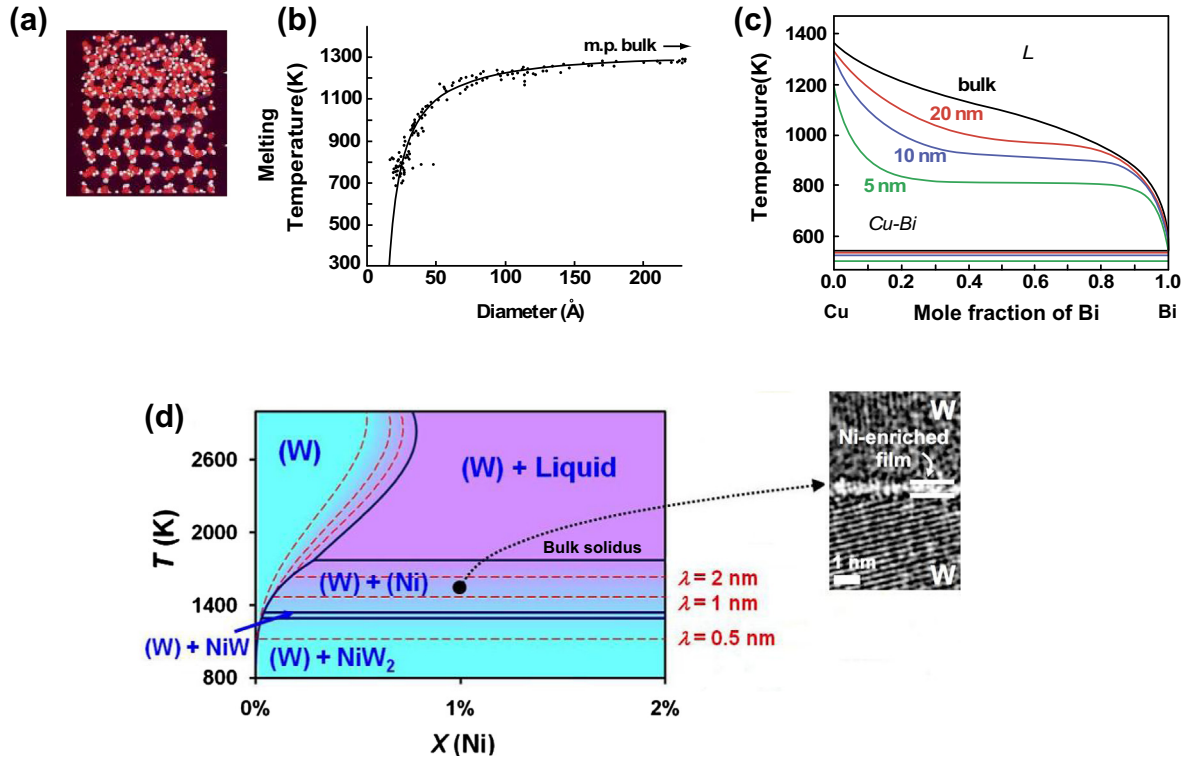 (a)
(b)
Melting
Temperature(K)
1300
1100
900
700
500
300
m.p. bulk →
0
50
100
150
200
Diameter (Å)
(c)
Temperature(K)
1400
1200
1000
800
600
L
bulk
20 nm
10 nm
5 nm
Cu-Bi
0.0
0.2
0.4
0.6
0.8
1.0
Cu
Mole fraction of Bi
Bi
(d)
T (K)
2600
2000
1400
800
(W)
(W) + Liquid
Bulk solidus
(W) + (Ni)
(W) + NiW
(W) + NiW₂
λ = 2 nm
λ = 1 nm
λ = 0.5 nm
0%
1%
2%
X (Ni)
W
Ni-enriched
film
1 nm
W